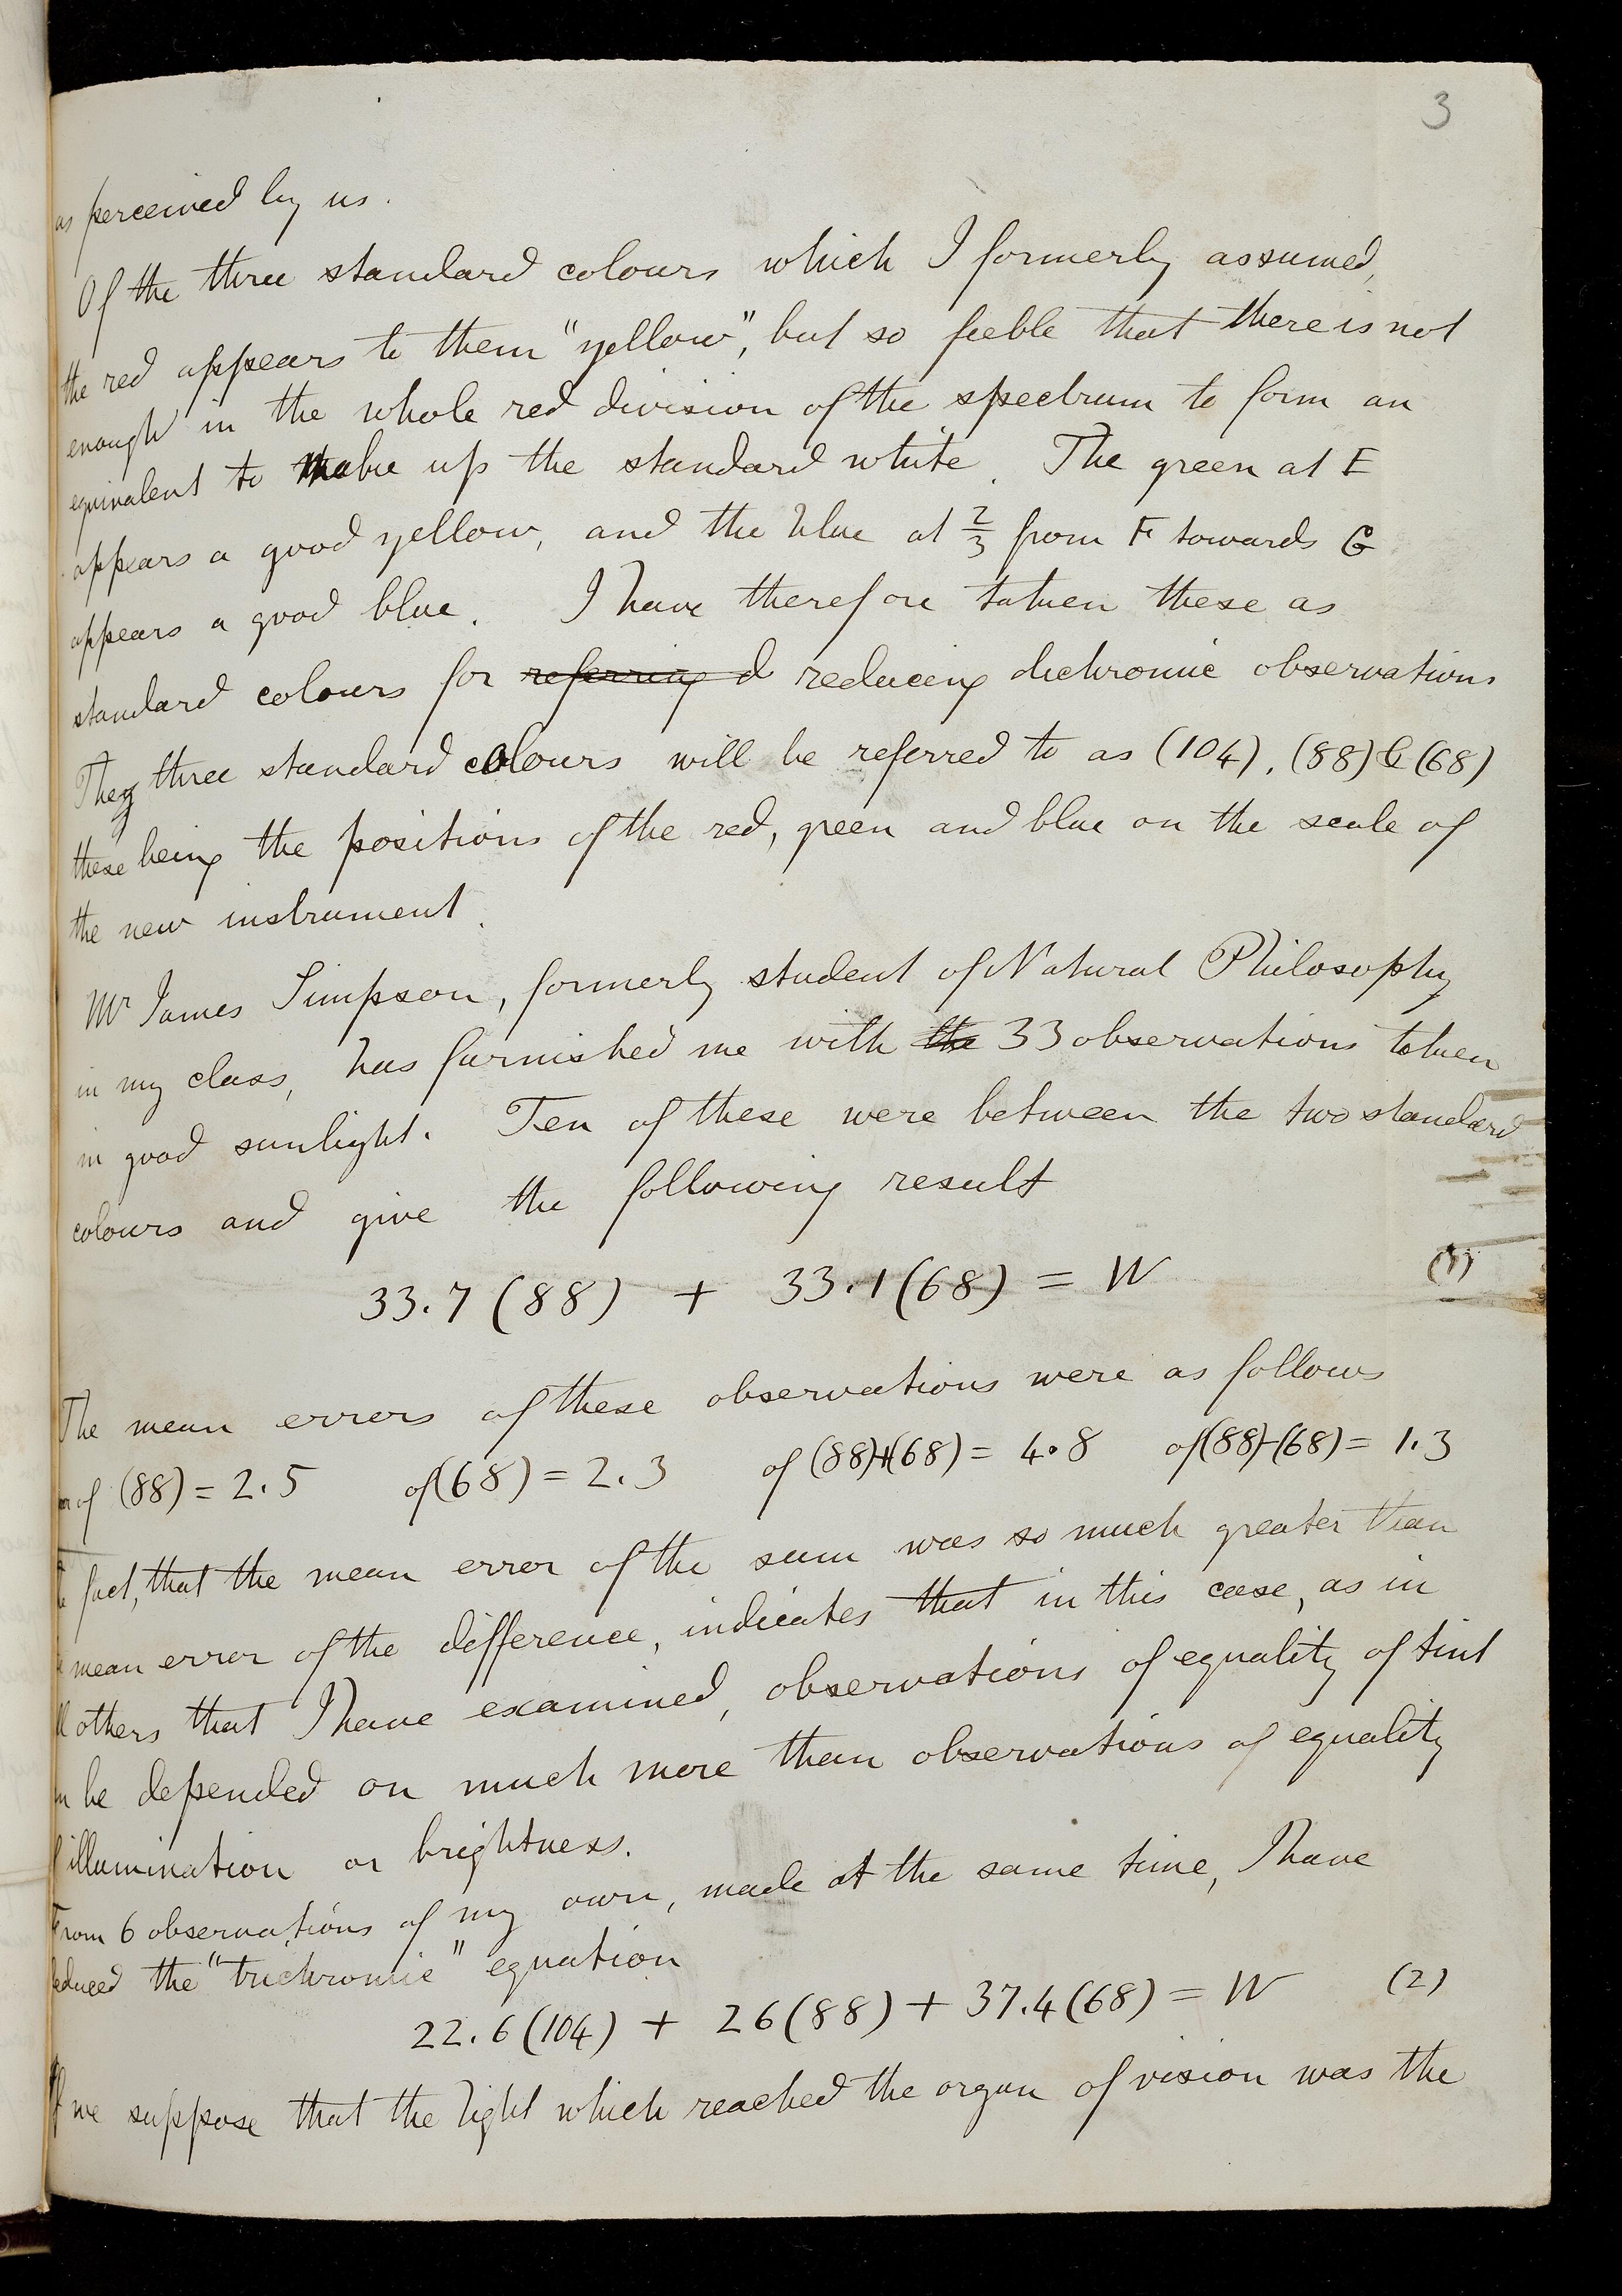 3
as perceived by us.
Of the three standard colours which I formerly assumed,
the red appears to them "yellow", but so feeble that there is not
enough in the whole red division of the spectrum to form an
equivalent to make up the standard white. The green at E
appears a good yellow, and the blue at 2/3 from F towards G
appears a good blue. I have therefore taken these as
standard colours for referring d reducing dichromic observations
They three standard colours will be referred to as (104), (88) & (68)
these being the positions of the red, green and blue on the scale of
the new instrument.
Mr James Simpson, formerly student of Natural Philosophy
in my class, has furnished me with the 33 observations taken
in good sunlight. Ten of these were between the two standard
colours and give the following result
33.7 (88) + 33.1 (68) = W (1)
The mean errors of these observations were as follows
of (88) = 2.5 of (68) = 2.3 of (88)+(68) = 4.8 of (88)-(68) = 1.3
fact, that the mean error of the sum was so much greater than
mean error of the difference, indicates that in this case, as in
others that I have examined, observations of equality of tint
be depended on much more than observations of equality
illumination or brightness.
From 6 observations of my own, made at the same time, I have
deduced the "trichromic" equation
22.6 (104) + 26 (88) + 37.4 (68) = W (2)
If we suppose that the light which reached the organ of vision was the